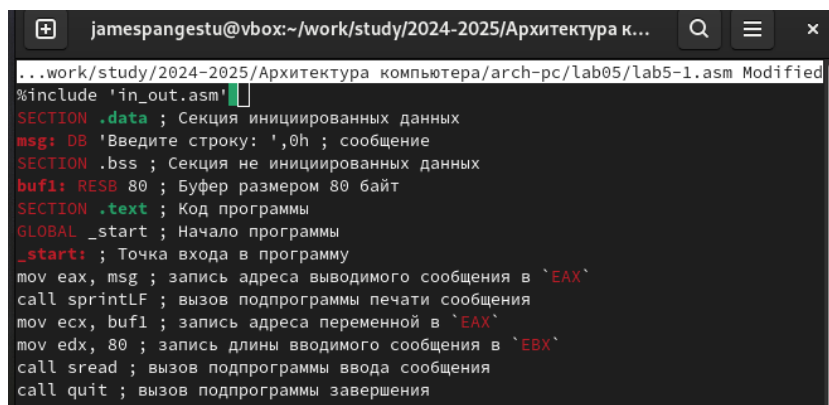 jamespangestu@vbox:~/work/study/2024-2025/Архитектура к...
...work/study/2024-2025/Архитектура компьютера/arch-pc/lab05/lab5-1.asm Modified
%include 'in_out.asm'
SECTION .data ; Секция инициированных данных
msg: DB 'Введите строку: ',0h ; сообщение
SECTION .bss ; Секция не инициированных данных
buf1: RESB 80 ; Буфер размером 80 байт
SECTION .text ; Код программы
GLOBAL _start ; Начало программы
_start: ; Точка входа в программу
mov eax, msg ; запись адреса выводимого сообщения в `EAX`
call sprintLF ; вызов подпрограммы печати сообщения
mov ecx, buf1 ; запись адреса переменной в `EAX`
mov edx, 80 ; запись длины вводимого сообщения в `EBX`
call sread ; вызов подпрограммы ввода сообщения
call quit ; вызов подпрограммы завершения